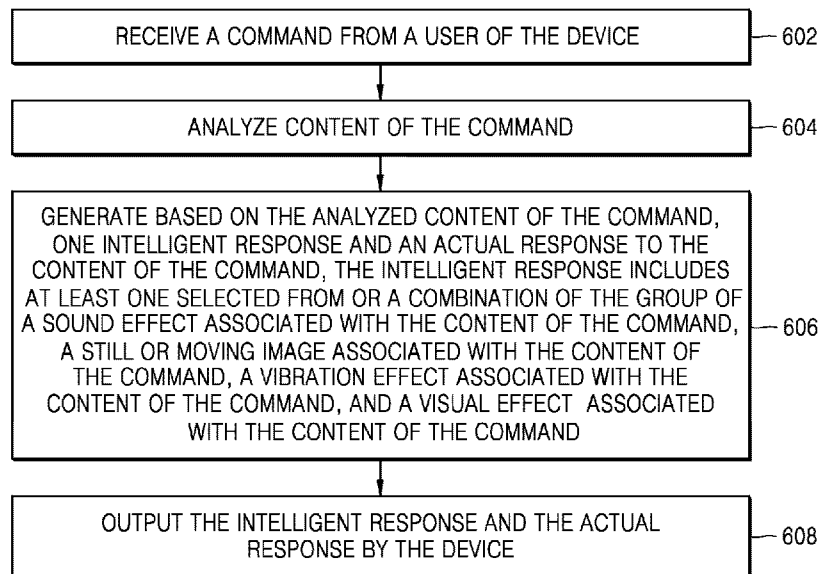 RECEIVE A COMMAND FROM A USER OF THE DEVICE
602
ANALYZE CONTENT OF THE COMMAND
604
GENERATE BASED ON THE ANALYZED CONTENT OF THE COMMAND,
ONE INTELLIGENT RESPONSE AND AN ACTUAL RESPONSE TO THE
CONTENT OF THE COMMAND, THE INTELLIGENT RESPONSE INCLUDES
AT LEAST ONE SELECTED FROM OR A COMBINATION OF THE GROUP OF
A SOUND EFFECT ASSOCIATED WITH THE CONTENT OF THE COMMAND,
A STILL OR MOVING IMAGE ASSOCIATED WITH THE CONTENT OF
THE COMMAND, A VIBRATION EFFECT ASSOCIATED WITH THE
CONTENT OF THE COMMAND, AND A VISUAL EFFECT ASSOCIATED
WITH THE CONTENT OF THE COMMAND
606
OUTPUT THE INTELLIGENT RESPONSE AND THE ACTUAL
RESPONSE BY THE DEVICE
608